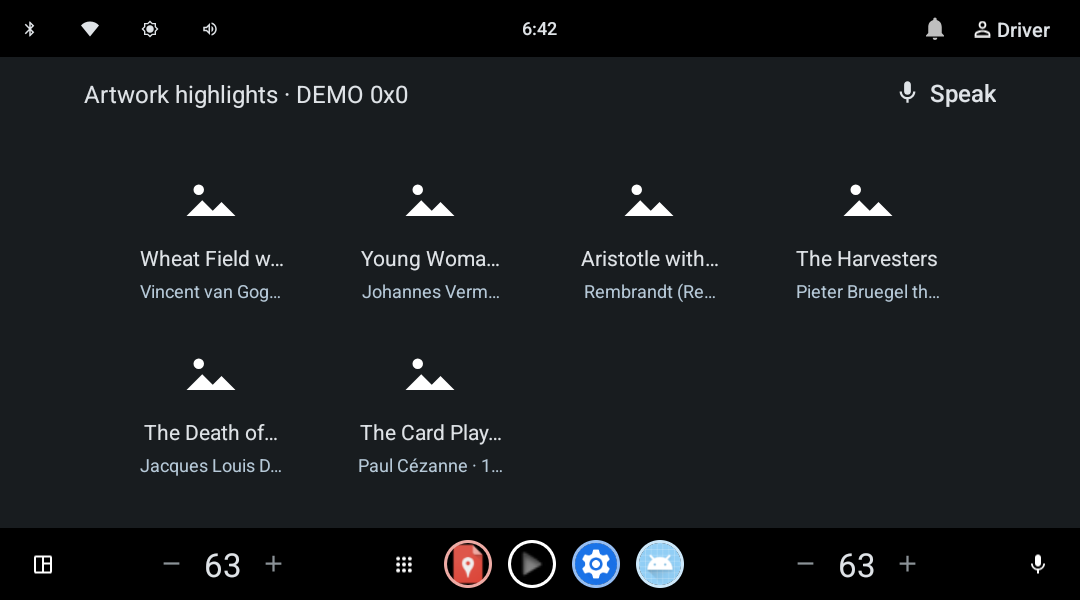 6:42
Driver
Artwork highlights · DEMO 0x0
Speak
Wheat Field w...
Vincent van Gog...
Young Woma...
Johannes Verm...
Aristotle with...
Rembrandt (Re...
The Harvesters
Pieter Bruegel th...
The Death of...
Jacques Louis D...
The Card Play...
Paul Cézanne · 1...
63
63